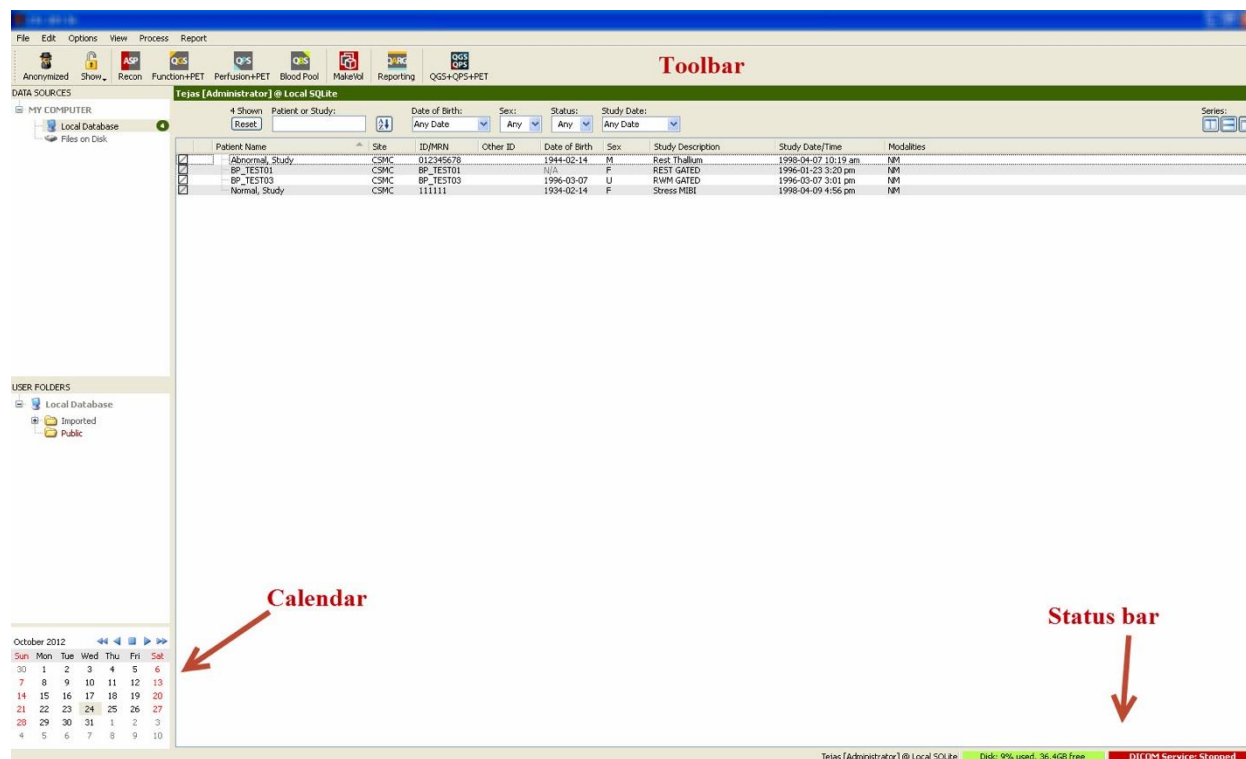 File Edit Options View Process Report
ASP QGS QPS QBS QARG QGS QPS
Anonymized Show Recon Function+PET Perfusion+PET Blood Pool MakeVol Reporting QGS+QPS+PET
Toolbar
DATA SOURCES
MY COMPUTER
Local Database 4
Files on Disk
Tejas [Administrator] @ Local SQLite
4 Shown Patient or Study: Date of Birth: Sex: Status: Study Date: Series:
Reset Any Date Any Any Any Date
Patient Name Site ID/MRN Other ID Date of Birth Sex Study Description Study Date/Time Modalities
Abnormal, Study CSMC 012345678 1944-02-14 M Rest Thallium 1998-04-07 10:19 am NM
BP_TEST01 CSMC BP_TEST01 N/A F REST GATED 1996-01-23 3:20 pm NM
BP_TEST03 CSMC BP_TEST03 1996-03-07 U RWM GATED 1996-03-07 3:01 pm NM
Normal, Study CSMC 111111 1934-02-14 F Stress MIBI 1998-04-09 4:56 pm NM
USER FOLDERS
Local Database
Imported
Public
Calendar
Status bar
October 2012
Sun Mon Tue Wed Thu Fri Sat
30 1 2 3 4 5 6
7 8 9 10 11 12 13
14 15 16 17 18 19 20
21 22 23 24 25 26 27
28 29 30 31 1 2 3
4 5 6 7 8 9 10
Tejas [Administrator] @ Local SQLite Disk: 9% used, 36.4GB free DICOM Service: Stopped